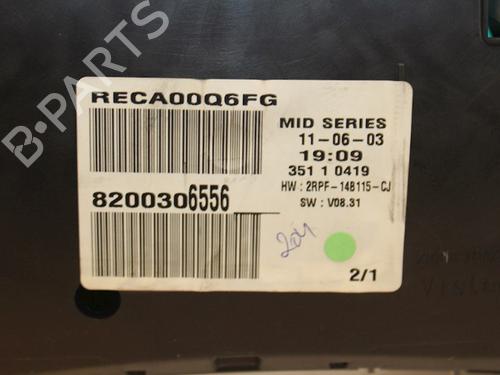 B-PARTS
RECA00Q6FG
MID SERIES
11-06-03
19:09
351 1 0419
HW : 2RPF-14B115-CJ
SW : V08.31
8200306556
204
2/1